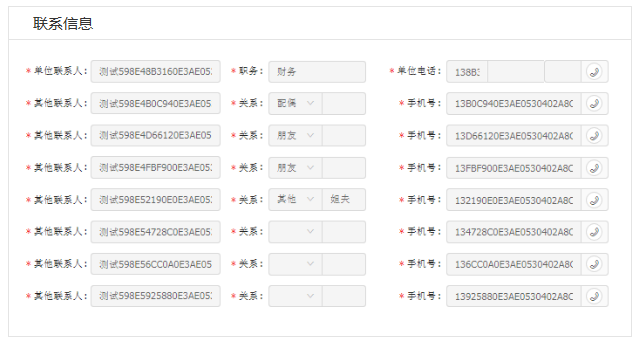 联系信息
* 单位联系人: 测试598E48B3160E3AE05: * 职务: 财务 * 单位电话: 138B3
* 其他联系人: 测试598E4B0C940E3AE05 * 关系: 配偶 * 手机号: 13B0C940E3AE0530402A8C
* 其他联系人: 测试598E4D66120E3AE05 * 关系: 朋友 * 手机号: 13D66120E3AE0530402A8C
* 其他联系人: 测试598E4FBF900E3AE05: * 关系: 朋友 * 手机号: 13FBF900E3AE0530402A8C
* 其他联系人: 测试598E52190E0E3AE05: * 关系: 其他 姐夫 * 手机号: 132190E0E3AE0530402A8C
* 其他联系人: 测试598E54728C0E3AE05: * 关系: * 手机号: 134728C0E3AE0530402A8C
* 其他联系人: 测试598E56CC0A0E3AE05 * 关系: * 手机号: 136CC0A0E3AE0530402A8C
* 其他联系人: 测试598E5925880E3AE05: * 关系: * 手机号: 13925880E3AE0530402A8C